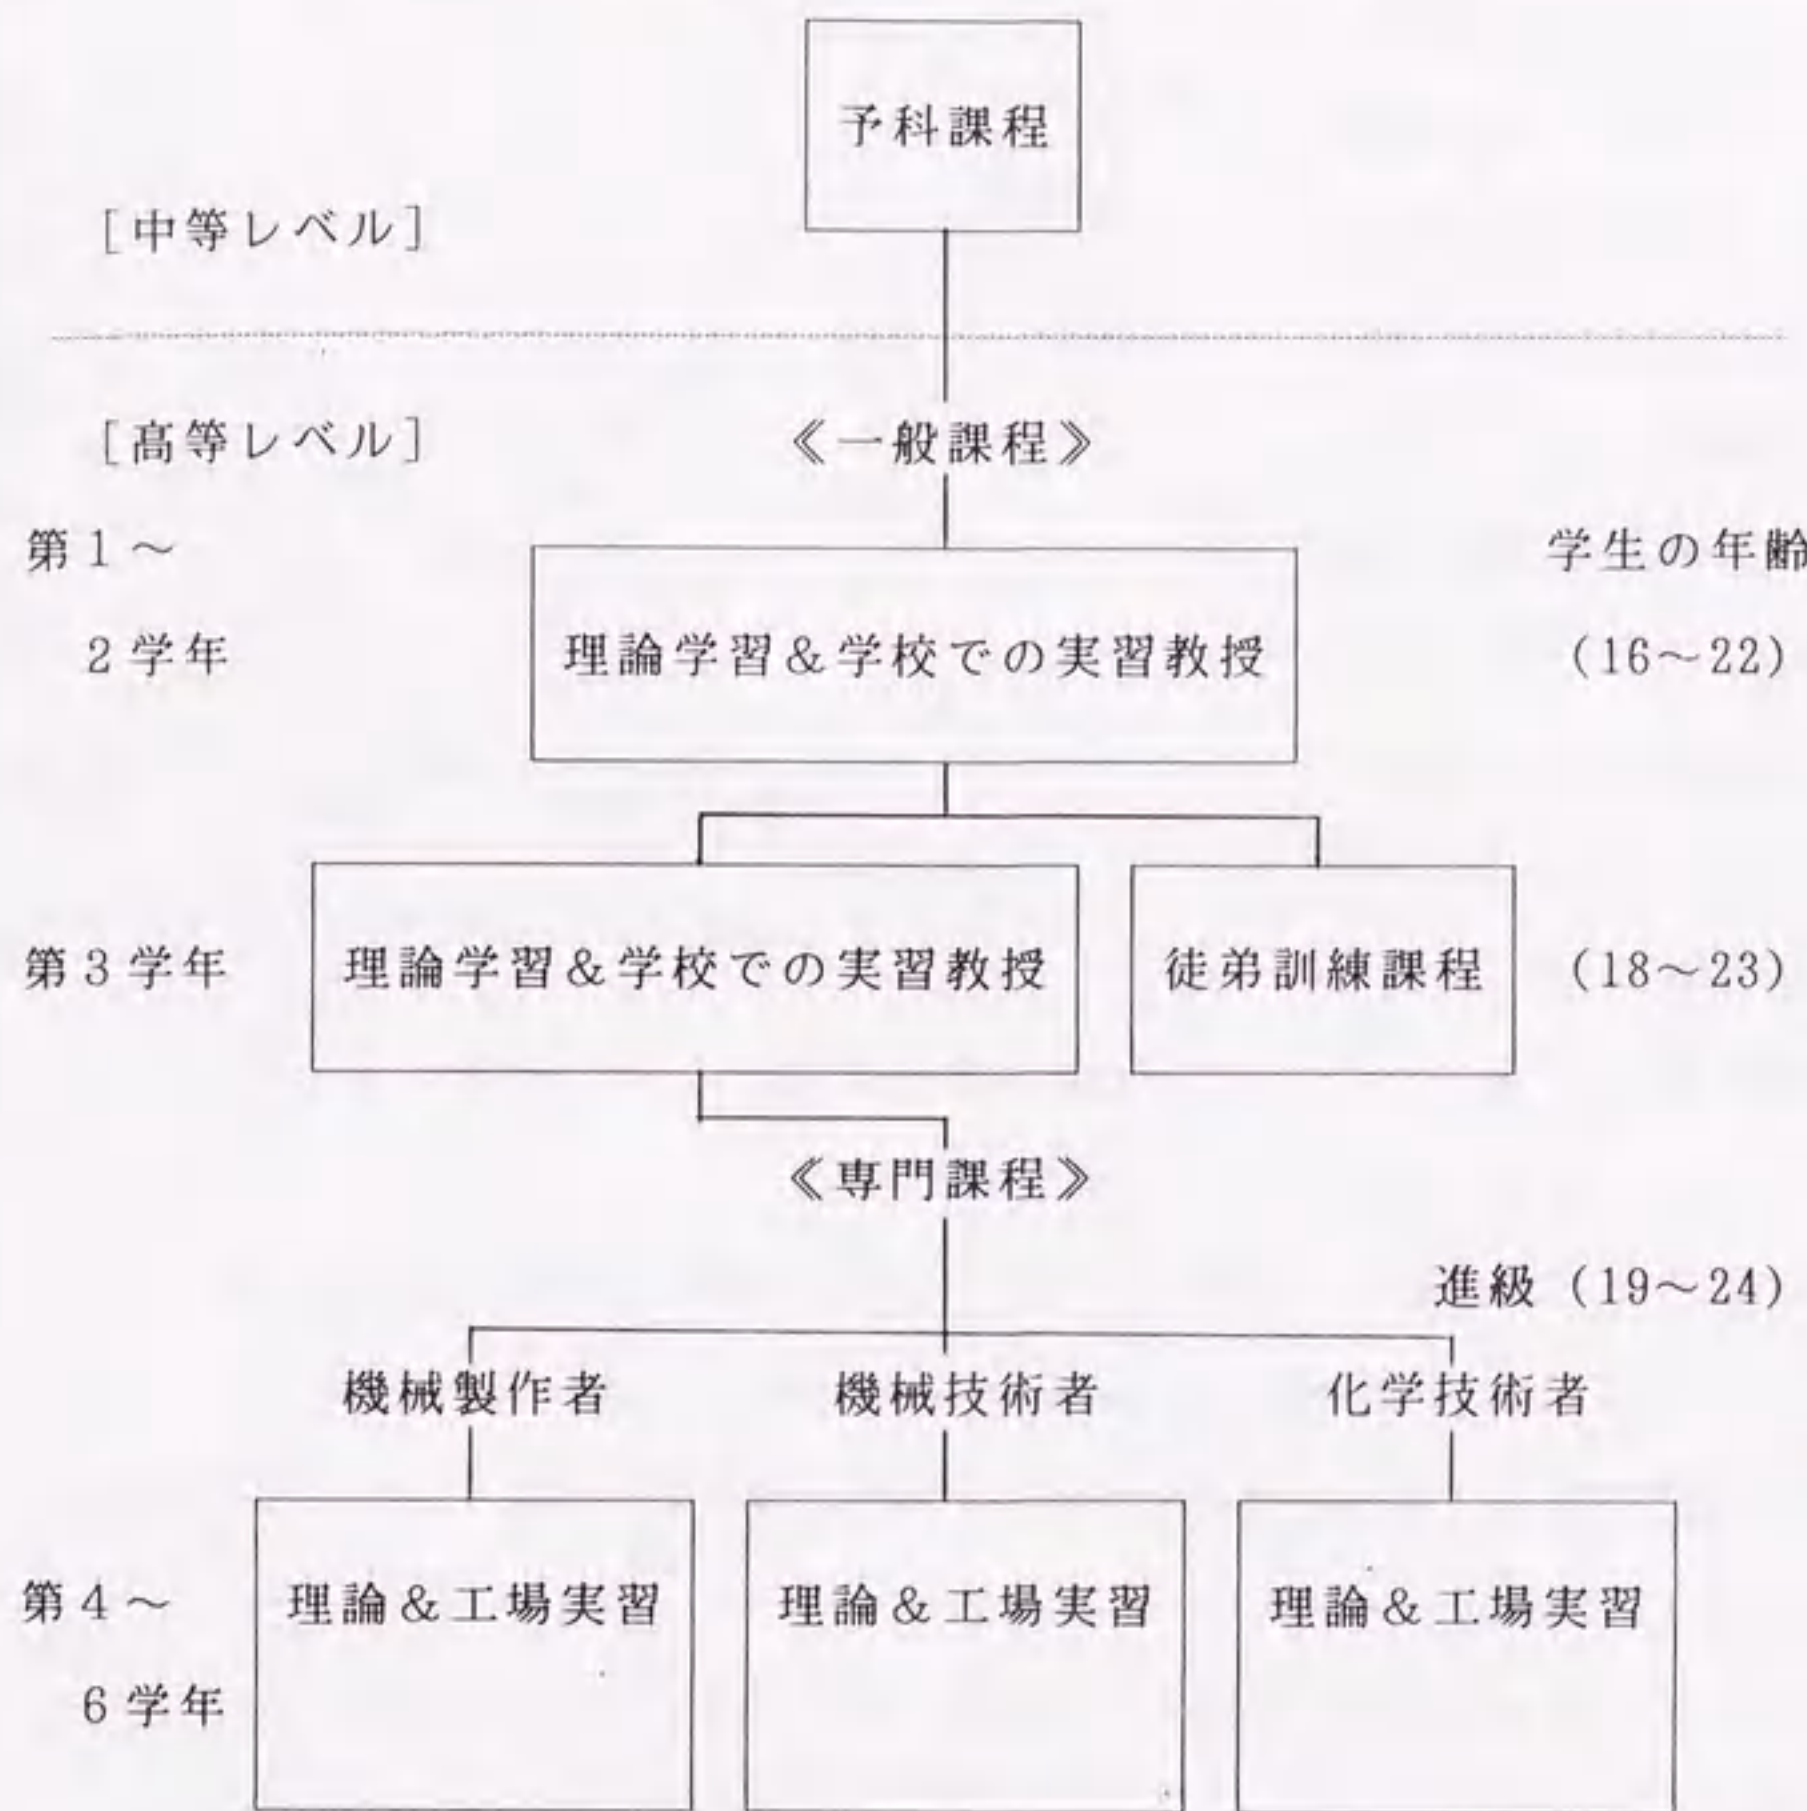 予科課程
[中等レベル]
[高等レベル]
《一般課程》
第1～
学生の年齢
2学年
理論学習＆学校での実習教授
(16～22)
第3学年
理論学習＆学校での実習教授
徒弟訓練課程
(18～23)
《専門課程》
進級 (19～24)
機械製作者
機械技術者
化学技術者
第4～
理論＆工場実習
理論＆工場実習
理論＆工場実習
6学年